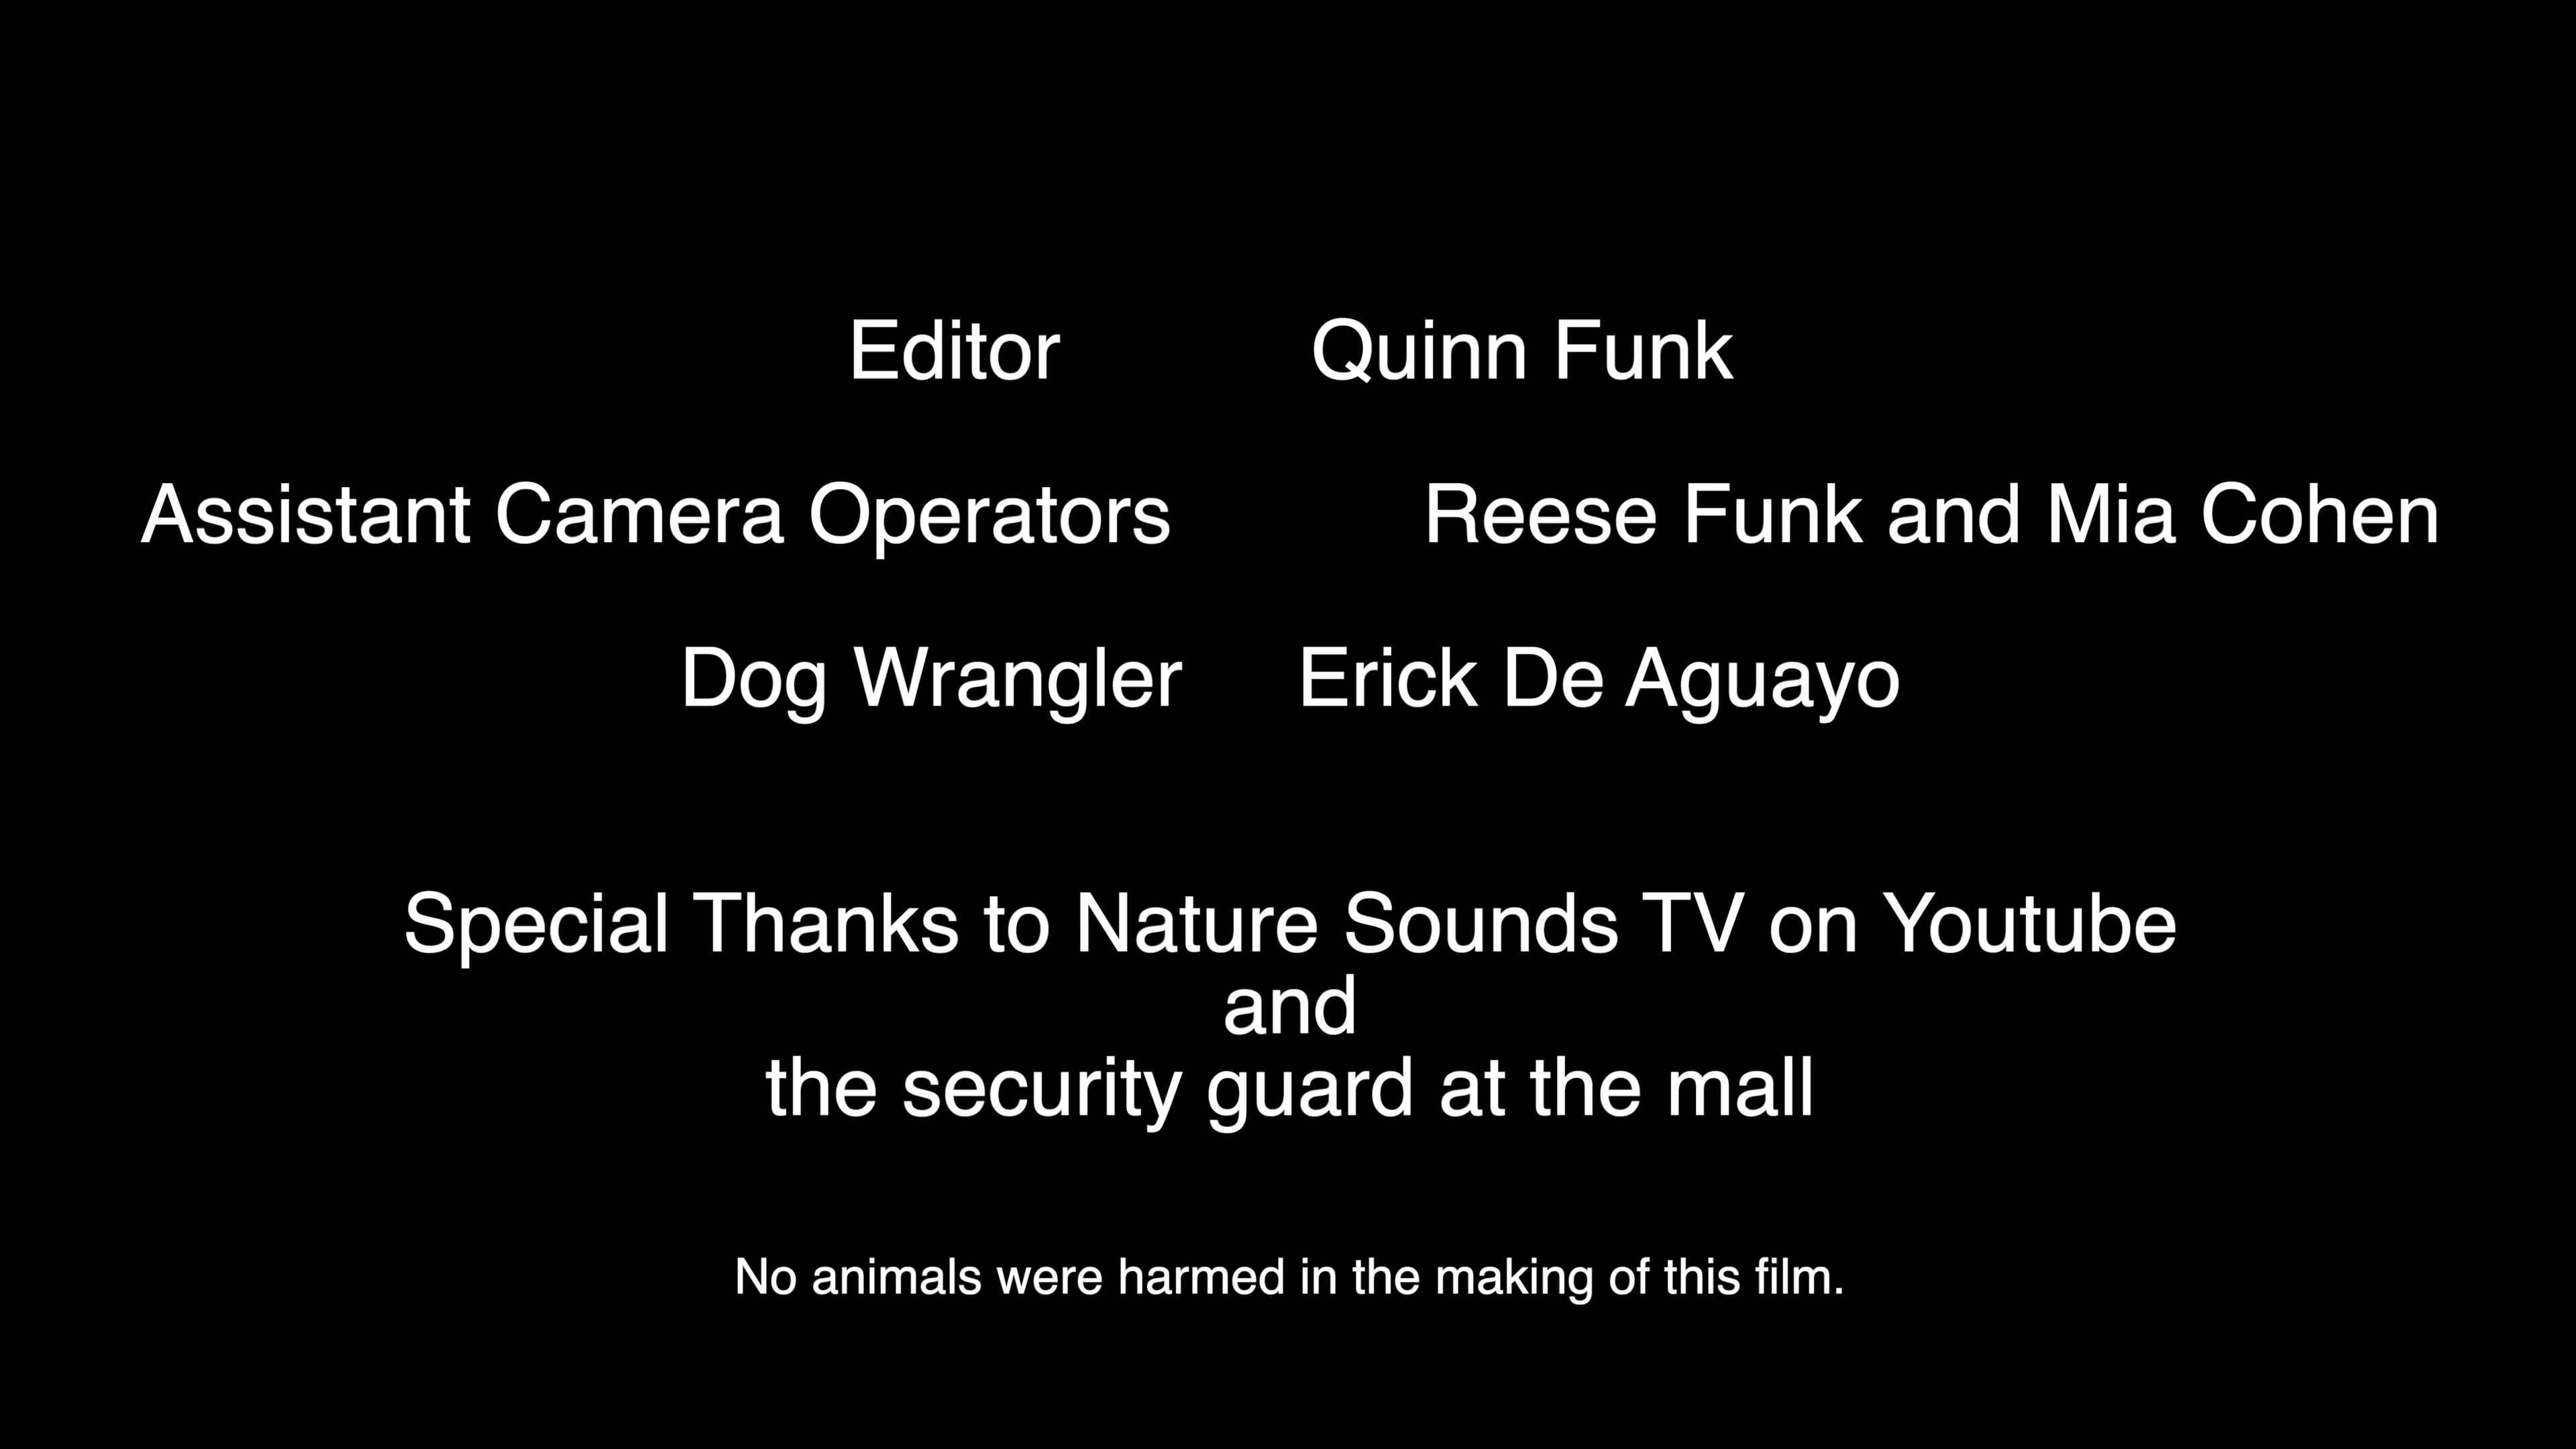 Editor Quinn Funk
Assistant Camera Operators Reese Funk and Mia Cohen
Dog Wrangler Erick De Aguayo
Special Thanks to Nature Sounds TV on Youtube
and
the security guard at the mall
No animals were harmed in the making of this film.